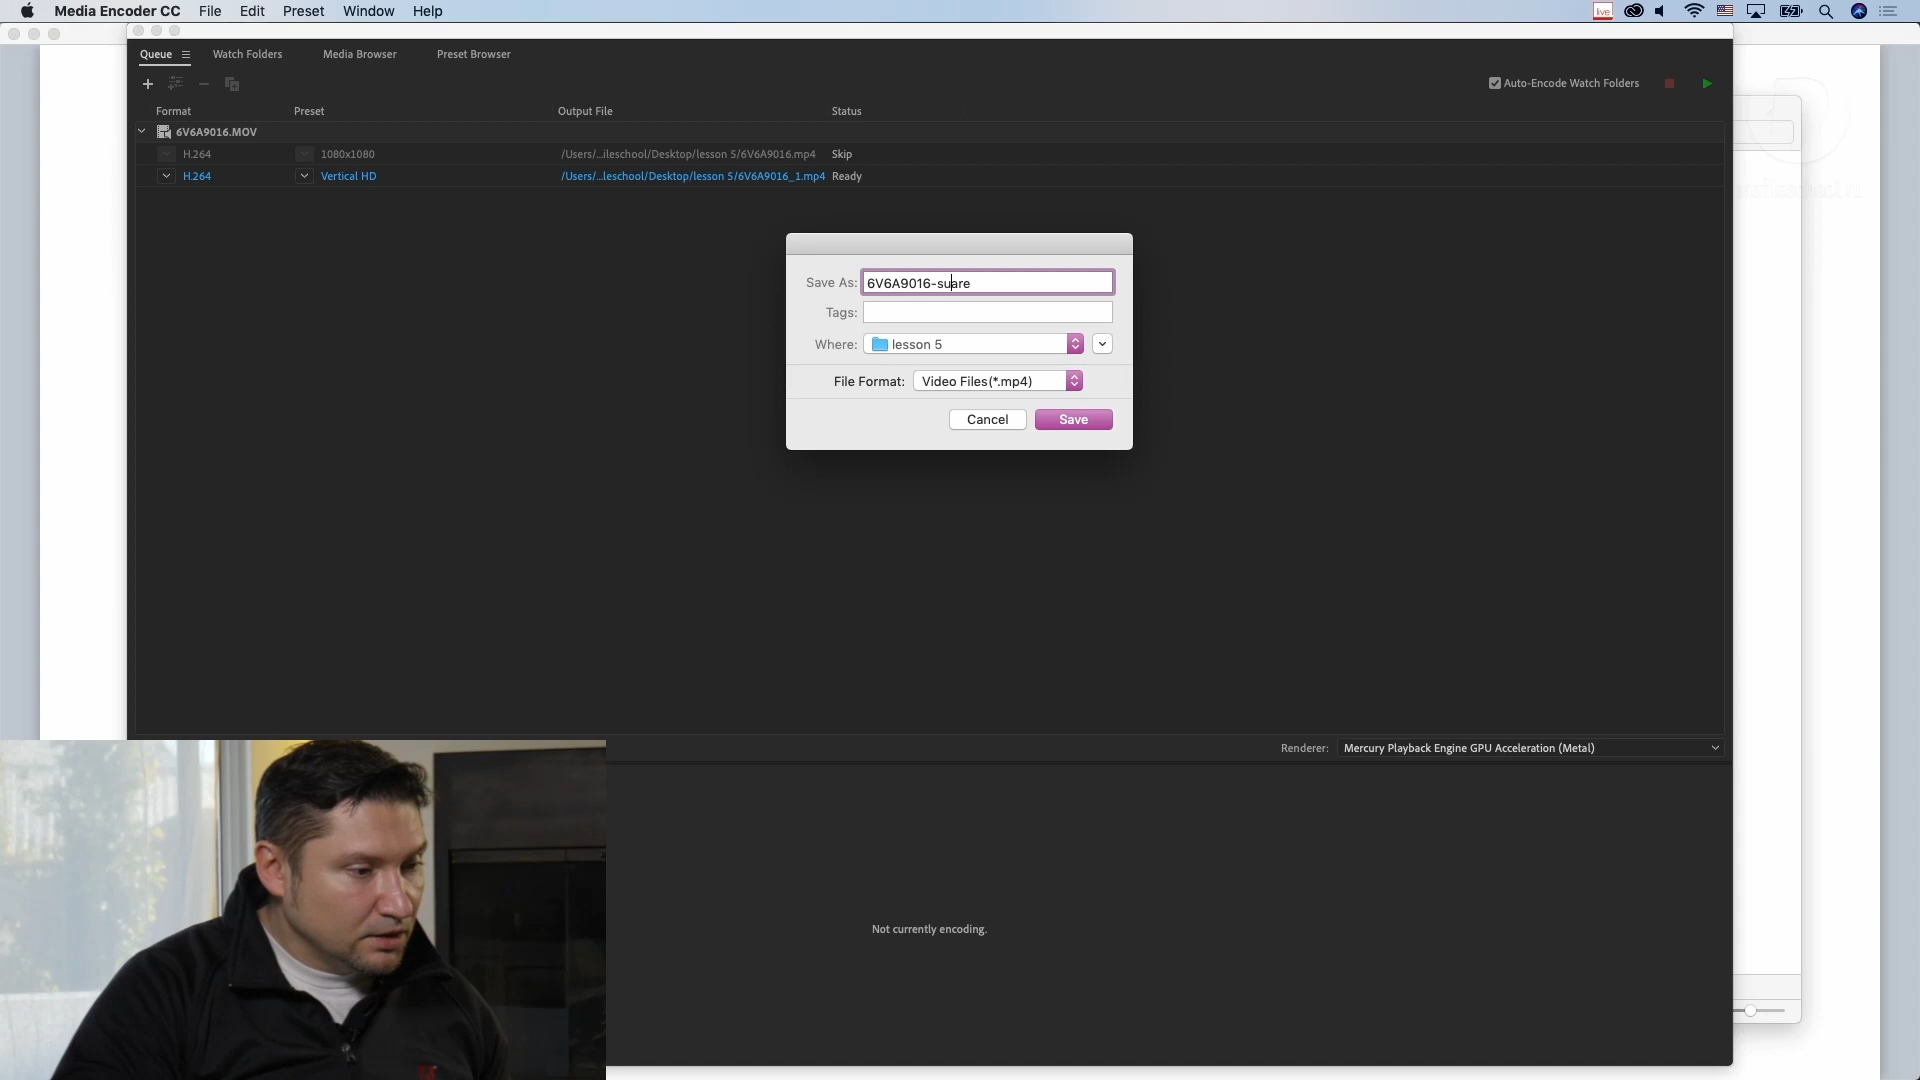 Media Encoder CC File Edit Preset Window Help
live
Queue Watch Folders Media Browser Preset Browser
Auto-Encode Watch Folders
Format Preset Output File Status
6V6A9016.MOV
H.264 1080x1080 /Users/...ileschool/Desktop/lesson 5/6V6A9016.mp4 Skip
H.264 Vertical HD /Users/...leschool/Desktop/lesson 5/6V6A9016_1.mp4 Ready
Save As: 6V6A9016-suare
Tags:
Where: lesson 5
File Format: Video Files(*.mp4)
Cancel Save
Renderer: Mercury Playback Engine GPU Acceleration (Metal)
Not currently encoding.